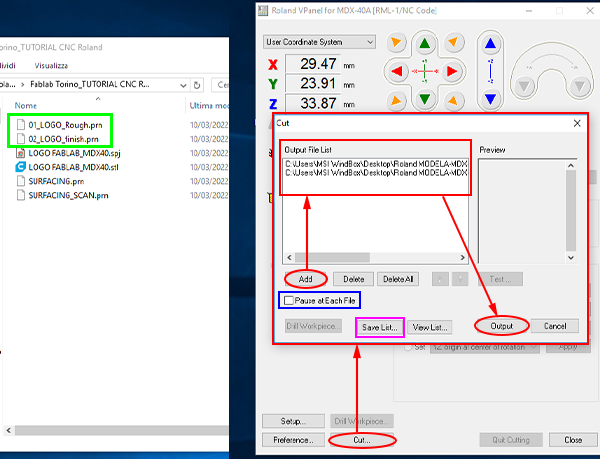 Torino_TUTORIAL CNC Roland
vidi
Visualizza
ola...
Fablab Torino_TUTORIAL CNC R...
Cer
Nome
Ultima mod
01_LOGO_Rough.prn
10/03/2022
02_LOGO_finish.prn
10/03/2022
LOGO FABLAB_MDX40.spj
10/03/2022
LOGO FABLAB_MDX40.stl
10/03/2022
SURFACING.prn
10/03/2022
SURFACING_SCAN.prn
10/03/2022
Roland VPanel for MDX-40A [RML-1/NC Code]
User Coordinate System
X 29.47 mm
Y 23.91 mm
Z 33.87 mm
+Y
-X +X
-Y
+Z
-Z
Cut
Output File List
Preview
C:\Users\MSI WindBox\Desktop\Roland MODELA-MDX
C:\Users\MSI WindBox\Desktop\Roland MODELA-MDX
Add
Delete
Delete All
Test...
Pause at Each File
Drill Workpiece...
Save List...
View List...
Output
Cancel
Set
YZ origin at center of rotation
Apply
Setup...
Drill Workpiece...
Preference...
Cut...
Quit Cutting
Close